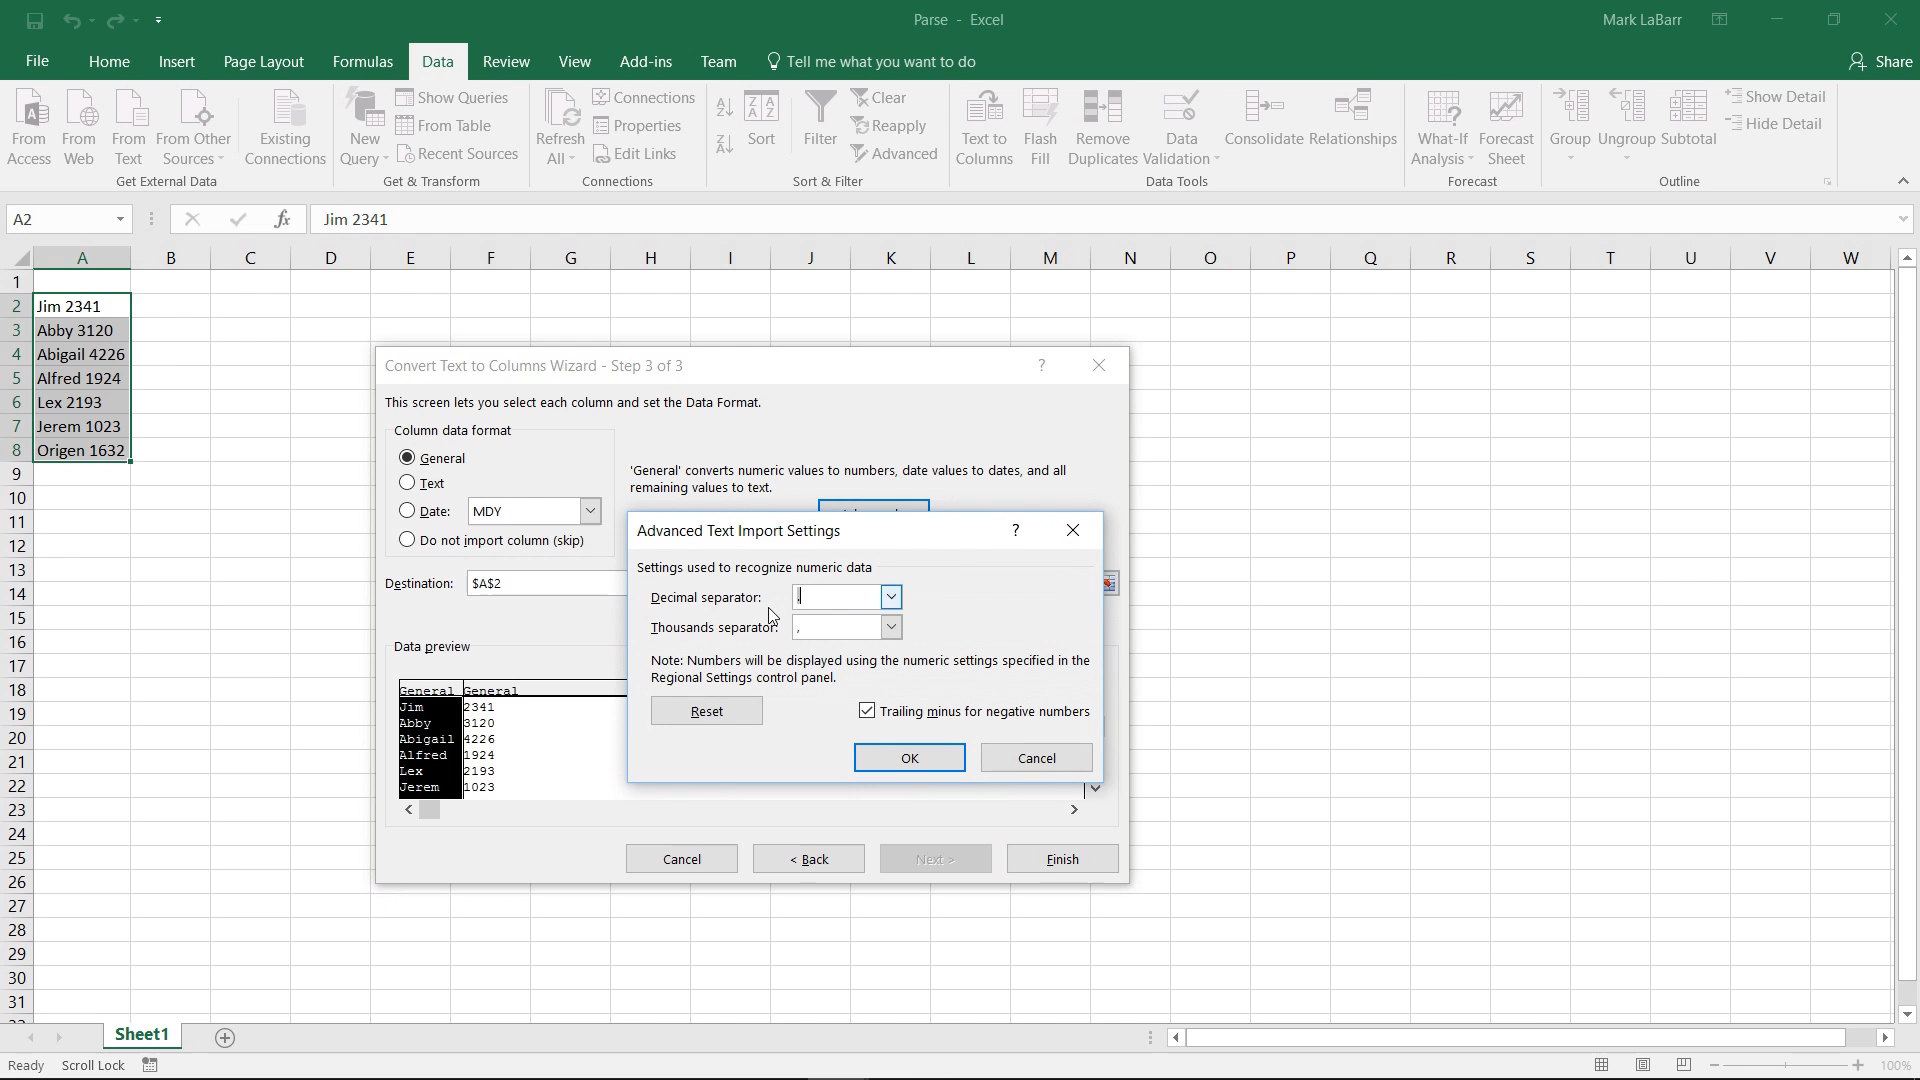 Parse - Excel
Mark LaBarr
File Home Insert Page Layout Formulas Data Review View Add-ins Team Tell me what you want to do Share
From Access
From Web
From Text
From Other Sources
Existing Connections
Get External Data
New Query
Show Queries
From Table
Recent Sources
Get & Transform
Refresh All
Connections
Properties
Edit Links
Connections
Sort
Filter
Clear
Reapply
Advanced
Sort & Filter
Text to Columns
Flash Fill
Remove Duplicates
Data Validation
Consolidate
Relationships
Data Tools
What-If Analysis
Forecast Sheet
Forecast
Group
Ungroup
Subtotal
Show Detail
Hide Detail
Outline
A2
fx
Jim 2341
A B C D E F G H I J K L M N O P Q R S T U V W
1
2 Jim 2341
3 Abby 3120
4 Abigail 4226
5 Alfred 1924
6 Lex 2193
7 Jerem 1023
8 Origen 1632
9
10
11
12
13
14
15
16
17
18
19
20
21
22
23
24
25
26
27
28
29
30
31
Convert Text to Columns Wizard - Step 3 of 3
This screen lets you select each column and set the Data Format.
Column data format
General
Text
Date: MDY
Do not import column (skip)
'General' converts numeric values to numbers, date values to dates, and all
remaining values to text.
Destination: $A$2
Data preview
General General
Jim 2341
Abby 3120
Abigail 4226
Alfred 1924
Lex 2193
Jerem 1023
Cancel < Back Next > Finish
Advanced Text Import Settings
Settings used to recognize numeric data
Decimal separator:
Thousands separator: ,
Note: Numbers will be displayed using the numeric settings specified in the
Regional Settings control panel.
Reset
Trailing minus for negative numbers
OK Cancel
Sheet1
Ready Scroll Lock
100%